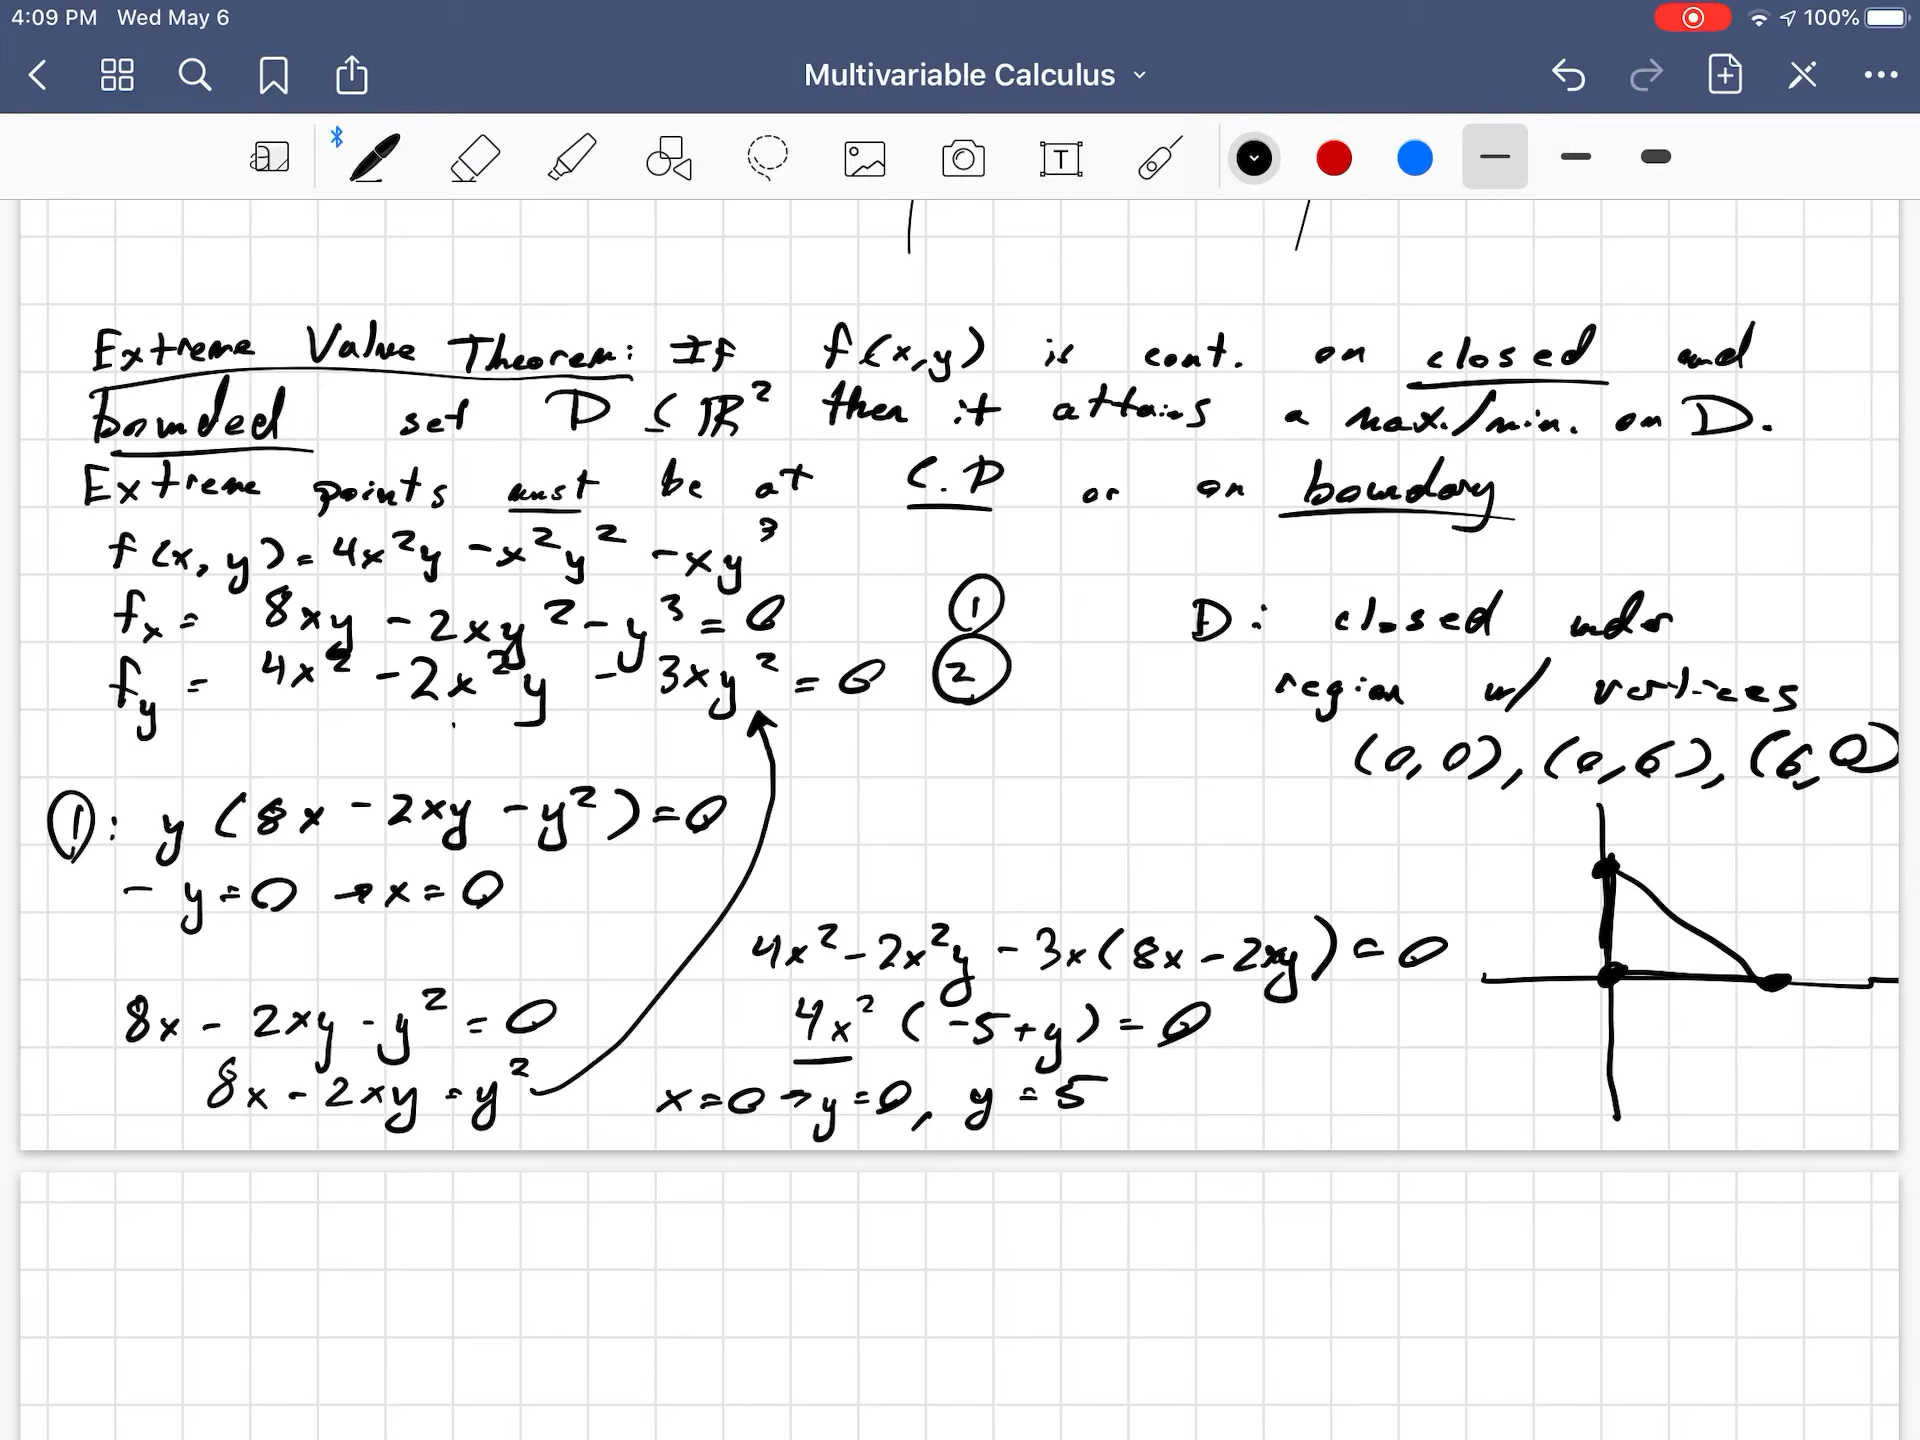 4:09 PM Wed May 6
100%
Multivariable Calculus
Extreme Value Theorem: If f(x,y) is cont. on closed and
bounded set D ⊆ ℝ² then it attains a max./min. on D.
Extreme points must be at C.P or on boundary
f(x, y) = 4x²y - x²y² - xy³
f_x = 8xy - 2xy² - y³ = 0 ①
f_y = 4x² - 2x²y - 3xy² = 0 ②
D: closed
region w/ vertices
(0,0), (0,6), (6,0)
①: y (8x - 2xy - y²) = 0
- y = 0 → x = 0
8x - 2xy - y² = 0
8x - 2xy = y²
4x² - 2x²y - 3x(8x - 2xy) = 0
4x² (-5 + y) = 0
x = 0 → y = 0, y = 5